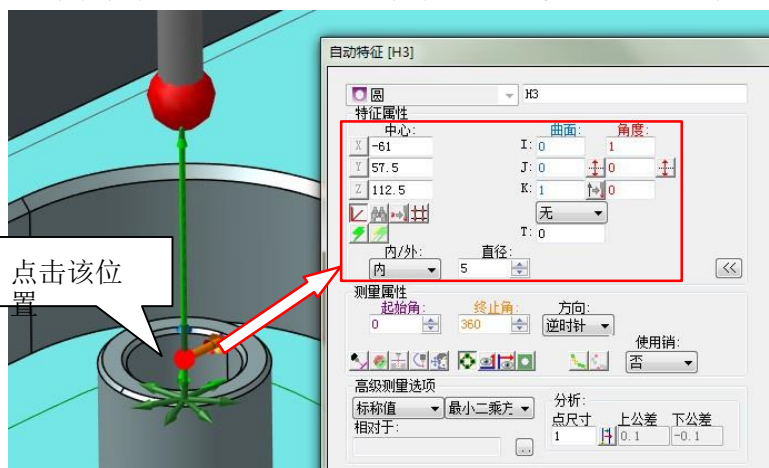 自动特征 [H3]
圆
H3
特征属性
中心:
曲面:
角度:
X -61
I: 0
1
Y 57.5
J: 0
0
Z 112.5
K: 1
0
无
T: 0
内/外:
直径:
内
5
<<
测量属性
起始角:
终止角:
方向:
0
360
逆时针
使用销:
否
高级测量选项
标称值
最小二乘方
相对于:
分析:
点尺寸
上公差
下公差
1
0.1
-0.1
点击该位
置